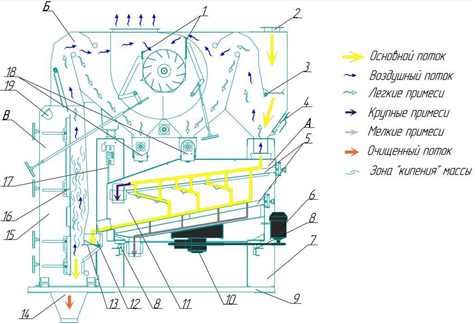 Б
1
2
18
19
3
4
В
А
5
17
6
16
8
15
7
14
13
12
8
11
10
9
Основной поток
Воздушный поток
Легкие примеси
Крупные примеси
Мелкие примеси
Очищенный поток
Зона "кипения" массы